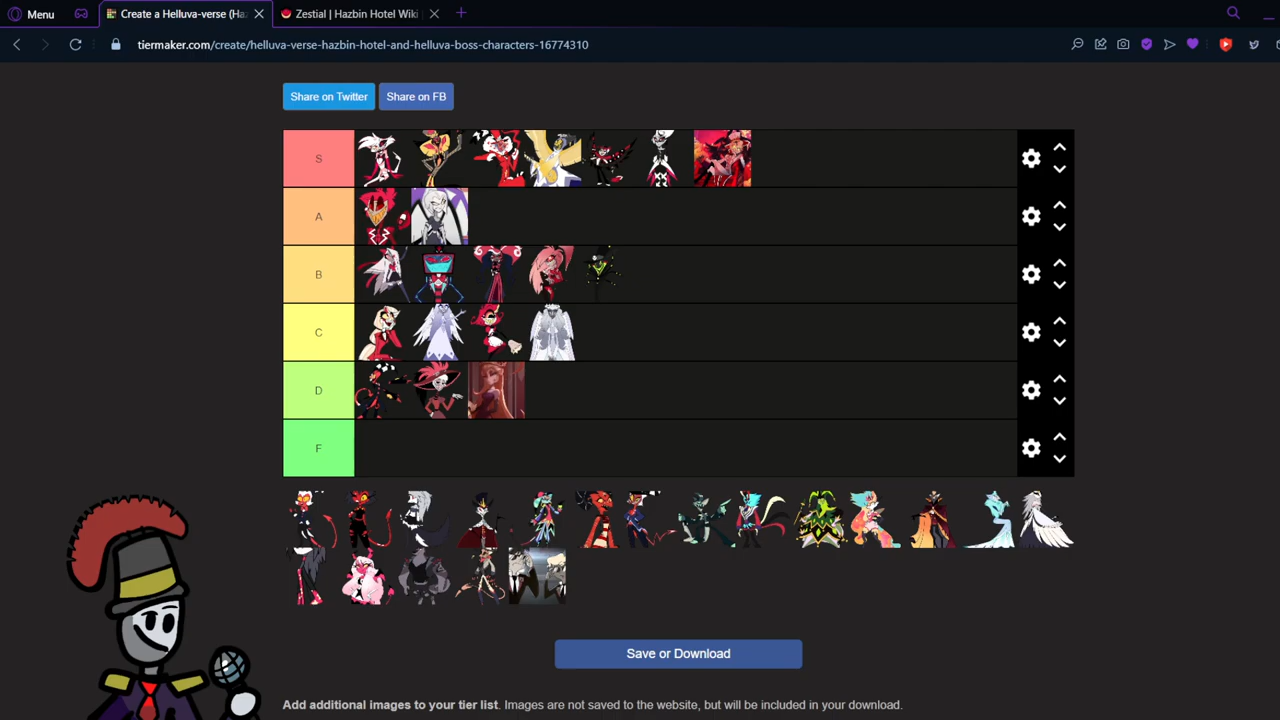 Menu
Create a Helluva-verse (Haz
Zestial | Hazbin Hotel Wiki
tiermaker.com/create/helluva-verse-hazbin-hotel-and-helluva-boss-characters-16774310
Share on Twitter
Share on FB
S
A
B
C
D
F
Save or Download
Add additional images to your tier list. Images are not saved to the website, but will be included in your download.